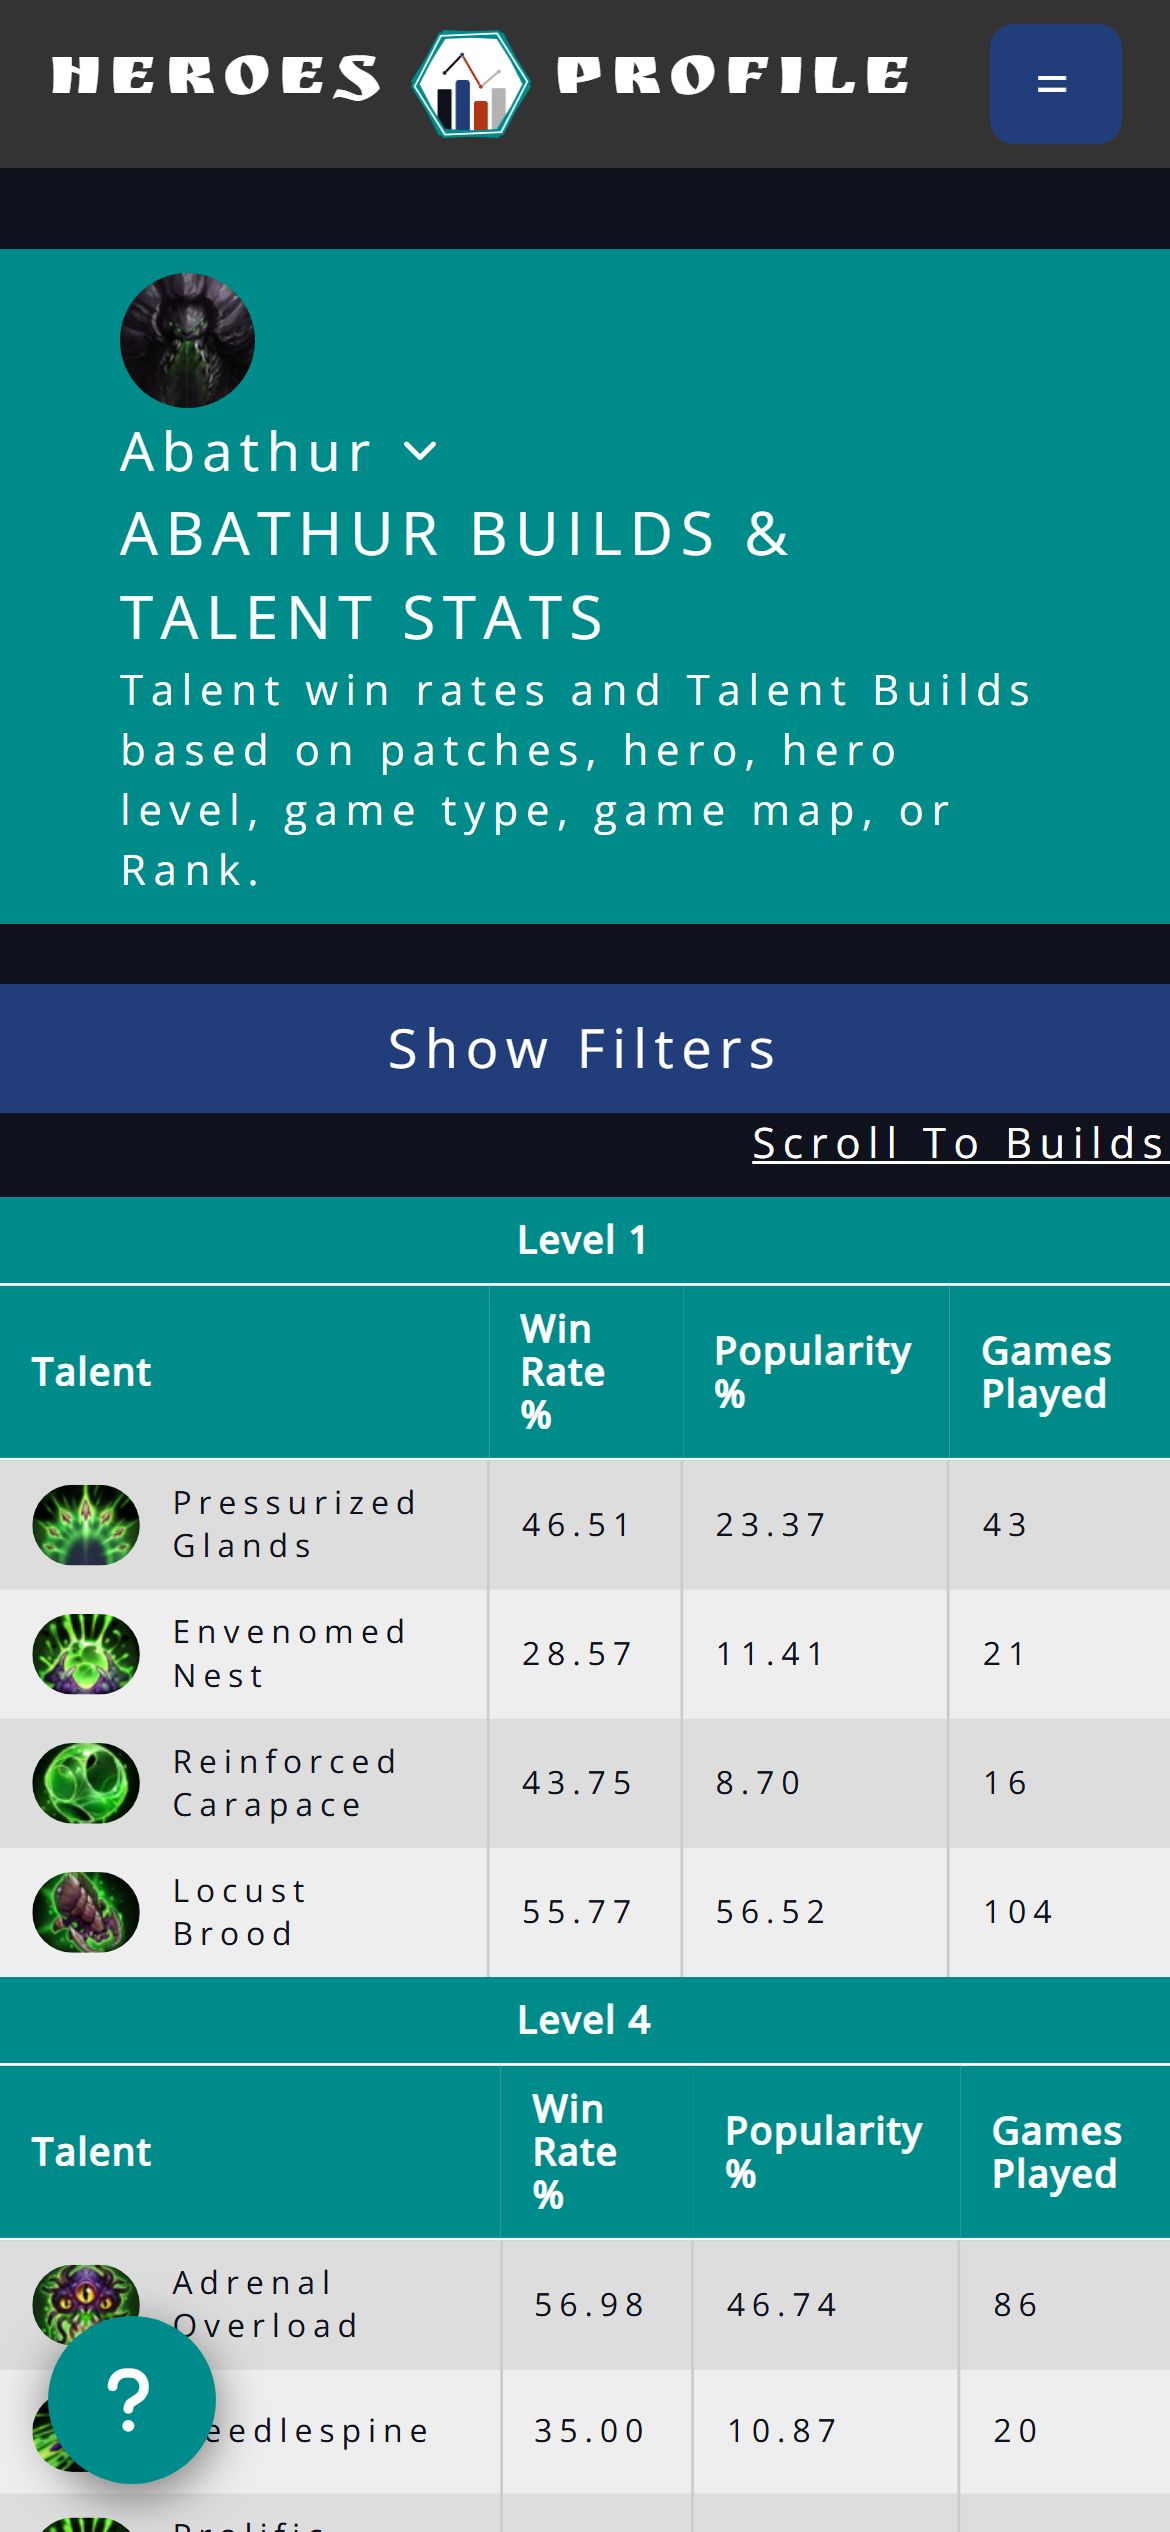 HEROES PROFILE
=
Abathur
ABATHUR BUILDS &
TALENT STATS
Talent win rates and Talent Builds
based on patches, hero, hero
level, game type, game map, or
Rank.
Show Filters
Scroll To Builds
Level 1
Talent Win Rate % Popularity % Games Played
Pressurized Glands 46.51 23.37 43
Envenomed Nest 28.57 11.41 21
Reinforced Carapace 43.75 8.70 16
Locust Brood 55.77 56.52 104
Level 4
Talent Win Rate % Popularity % Games Played
Adrenal Overload 56.98 46.74 86
?
eedlespine 35.00 10.87 20